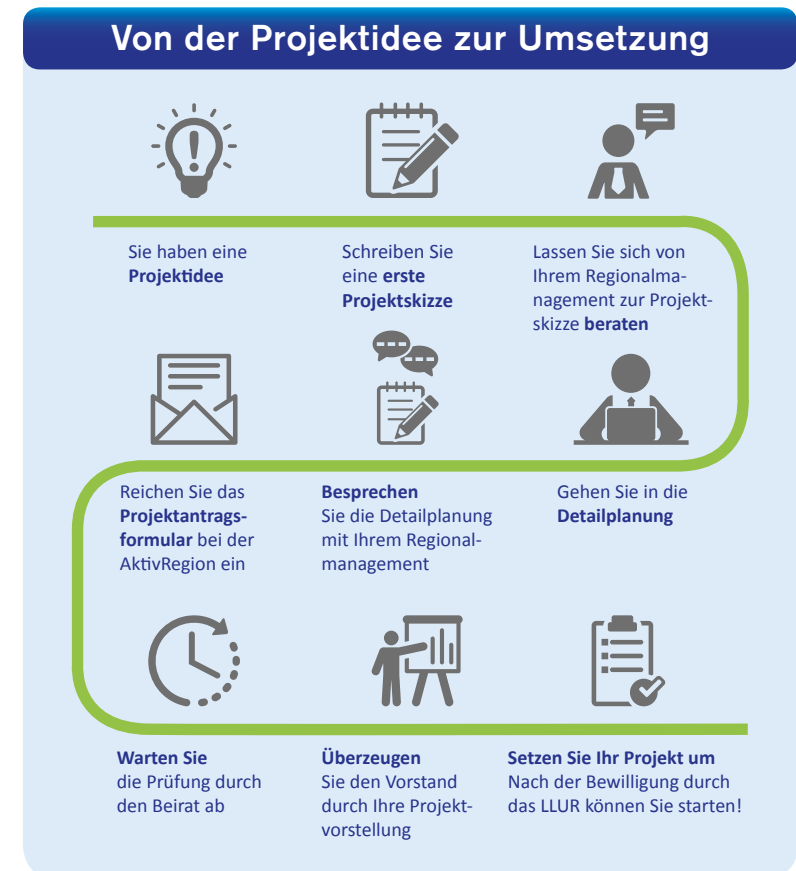 Von der Projektidee zur Umsetzung
Sie haben eine
Projektidee
Schreiben Sie
eine erste
Projektskizze
Lassen Sie sich von
Ihrem Regionalma-
nagement zur Projekt-
skizze beraten
Gehen Sie in die
Detailplanung
Besprechen
Sie die Detailplanung
mit Ihrem Regional-
management
Reichen Sie das
Projektantrags-
formular bei der
AktivRegion ein
Warten Sie
die Prüfung durch
den Beirat ab
Überzeugen
Sie den Vorstand
durch Ihre Projekt-
vorstellung
Setzen Sie Ihr Projekt um
Nach der Bewilligung durch
das LLUR können Sie starten!